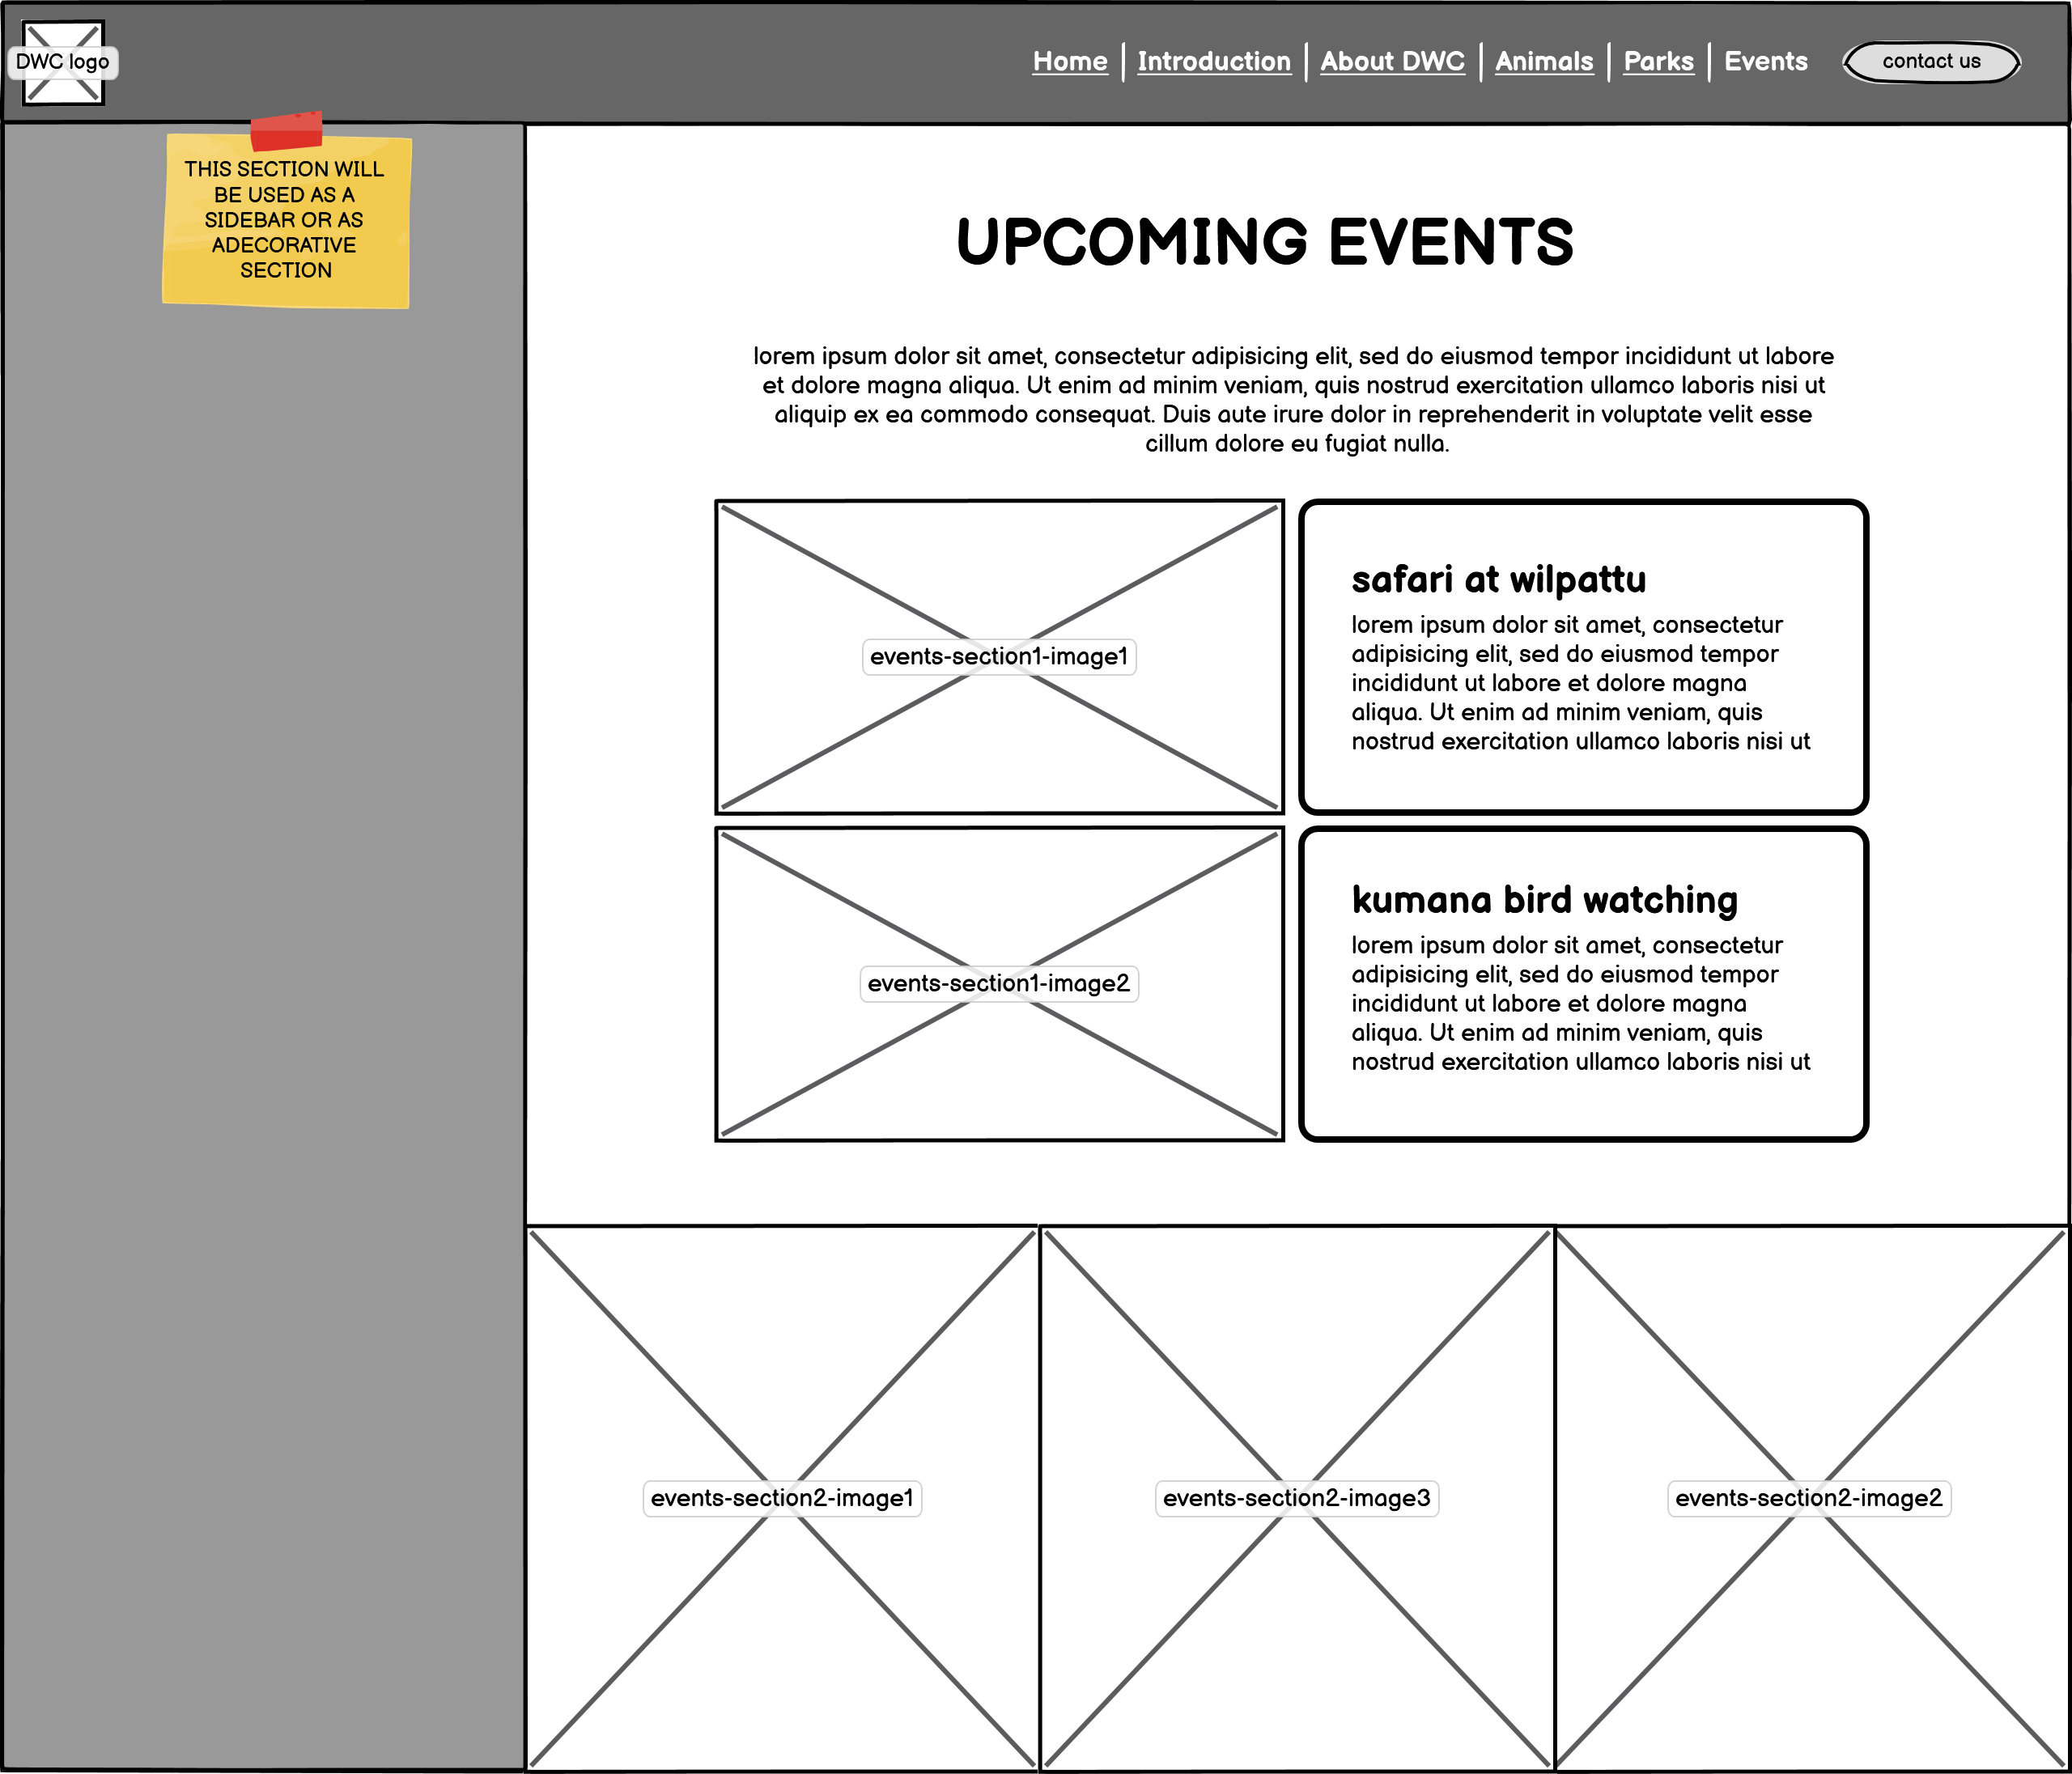 DWC logo
Home Introduction About DWC Animals Parks Events contact us
THIS SECTION WILL
BE USED AS A
SIDEBAR OR AS
ADECORATIVE
SECTION
UPCOMING EVENTS
lorem ipsum dolor sit amet, consectetur adipisicing elit, sed do eiusmod tempor incididunt ut labore
et dolore magna aliqua. Ut enim ad minim veniam, quis nostrud exercitation ullamco laboris nisi ut
aliquip ex ea commodo consequat. Duis aute irure dolor in reprehenderit in voluptate velit esse
cillum dolore eu fugiat nulla.
events-section1-image1
safari at wilpattu
lorem ipsum dolor sit amet, consectetur
adipisicing elit, sed do eiusmod tempor
incididunt ut labore et dolore magna
aliqua. Ut enim ad minim veniam, quis
nostrud exercitation ullamco laboris nisi ut
events-section1-image2
kumana bird watching
lorem ipsum dolor sit amet, consectetur
adipisicing elit, sed do eiusmod tempor
incididunt ut labore et dolore magna
aliqua. Ut enim ad minim veniam, quis
nostrud exercitation ullamco laboris nisi ut
events-section2-image1
events-section2-image3
events-section2-image2